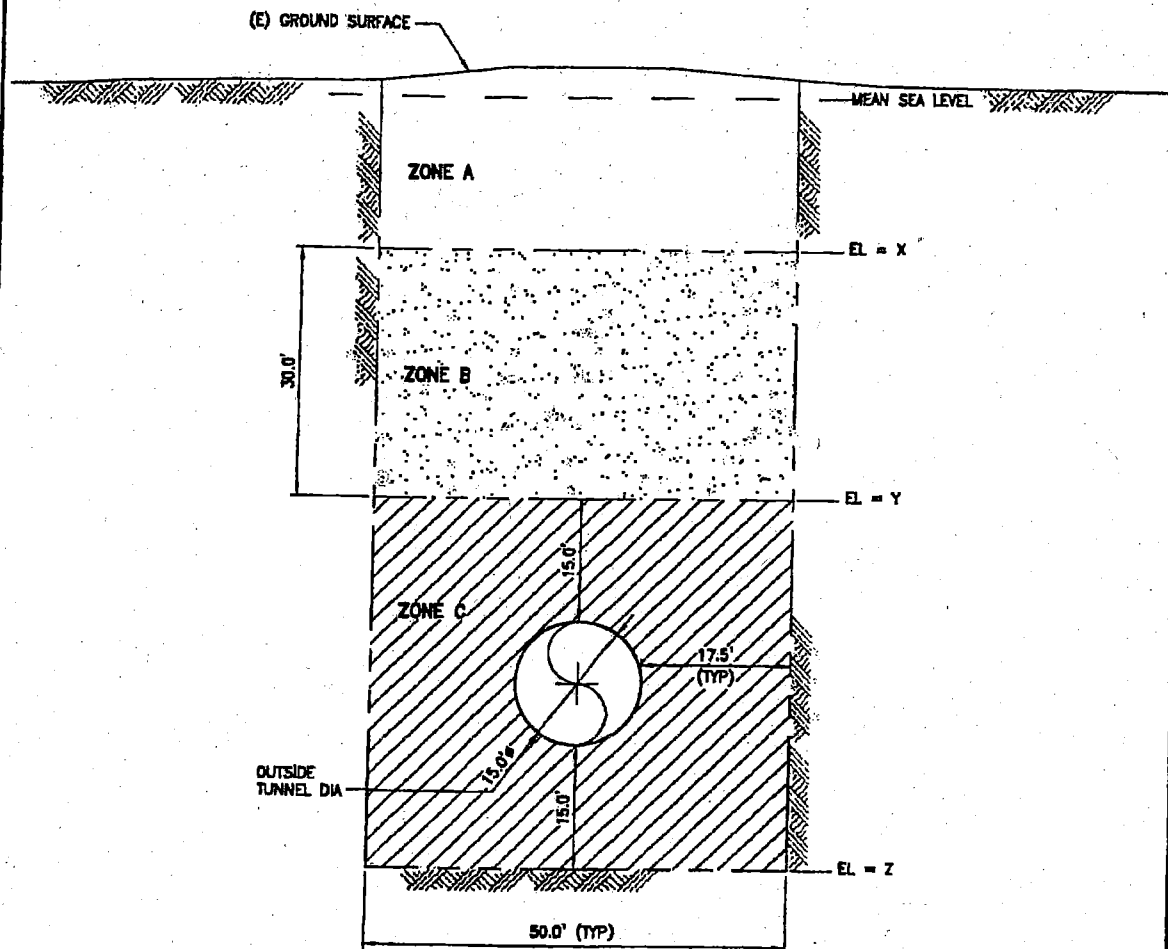 (E) GROUND SURFACE
MEAN SEA LEVEL
ZONE A
EL = X
30.0'
ZONE B
EL = Y
15.0'
ZONE C
17.5'
(TYP)
OUTSIDE
TUNNEL DIA
15.0'ø
15.0'
EL = Z
50.0' (TYP)